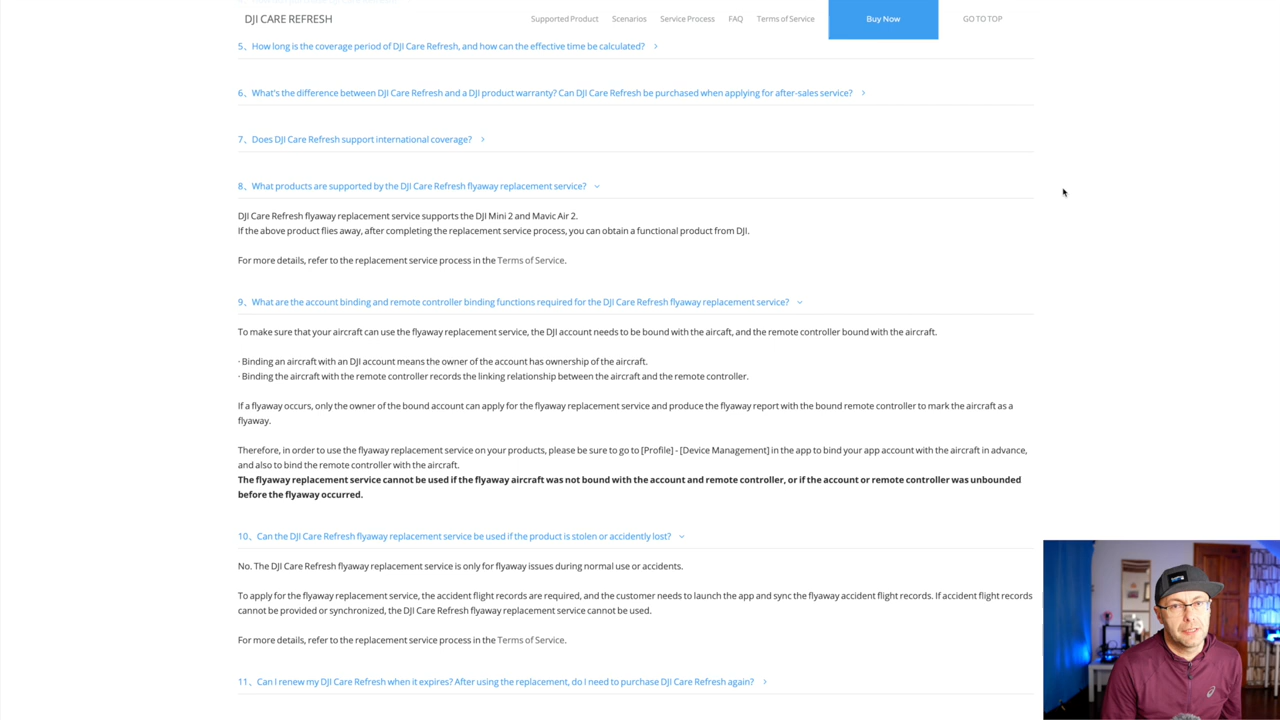 DJI CARE REFRESH
Supported Product Scenarios Service Process FAQ Terms of Service Buy Now GO TO TOP
5、How long is the coverage period of DJI Care Refresh, and how can the effective time be calculated?
6、What's the difference between DJI Care Refresh and a DJI product warranty? Can DJI Care Refresh be purchased when applying for after-sales service?
7、Does DJI Care Refresh support international coverage?
8、What products are supported by the DJI Care Refresh flyaway replacement service?
DJI Care Refresh flyaway replacement service supports the DJI Mini 2 and Mavic Air 2.
If the above product flies away, after completing the replacement service process, you can obtain a functional product from DJI.
For more details, refer to the replacement service process in the Terms of Service.
9、What are the account binding and remote controller binding functions required for the DJI Care Refresh flyaway replacement service?
To make sure that your aircraft can use the flyaway replacement service, the DJI account needs to be bound with the aircaft, and the remote controller bound with the aircraft.
· Binding an aircraft with an DJI account means the owner of the account has ownership of the aircraft.
· Binding the aircraft with the remote controller records the linking relationship between the aircraft and the remote controller.
If a flyaway occurs, only the owner of the bound account can apply for the flyaway replacement service and produce the flyaway report with the bound remote controller to mark the aircraft as a
flyaway.
Therefore, in order to use the flyaway replacement service on your products, please be sure to go to [Profile] - [Device Management] in the app to bind your app account with the aircraft in advance,
and also to bind the remote controller with the aircraft.
The flyaway replacement service cannot be used if the flyaway aircraft was not bound with the account and remote controller, or if the account or remote controller was unbounded
before the flyaway occurred.
10、Can the DJI Care Refresh flyaway replacement service be used if the product is stolen or accidently lost?
No. The DJI Care Refresh flyaway replacement service is only for flyaway issues during normal use or accidents.
To apply for the flyaway replacement service, the accident flight records are required, and the customer needs to launch the app and sync the flyaway accident flight records. If accident flight records
cannot be provided or synchronized, the DJI Care Refresh flyaway replacement service cannot be used.
For more details, refer to the replacement service process in the Terms of Service.
11、Can I renew my DJI Care Refresh when it expires? After using the replacement, do I need to purchase DJI Care Refresh again?